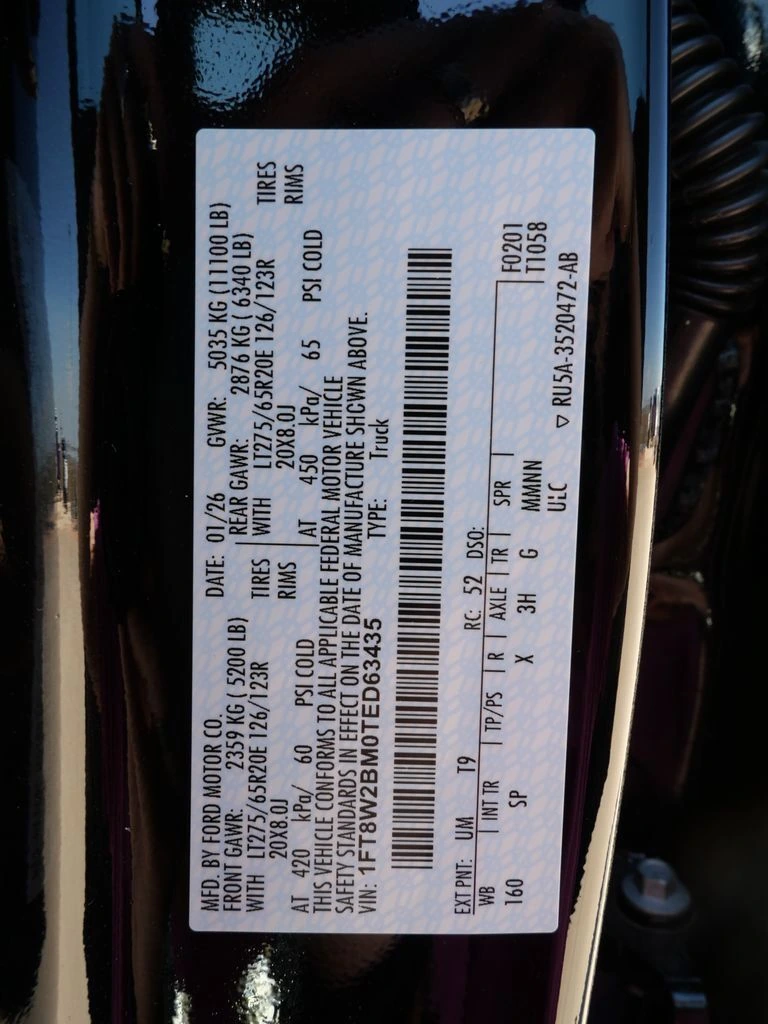 MFD. BY FORD MOTOR CO. DATE: 01/26 GVWR: 5035 KG (11100 LB)
FRONT GAWR: 2359 KG ( 5200 LB) REAR GAWR: 2876 KG ( 6340 LB)
WITH LT275/65R20E 126/123R TIRES WITH LT275/65R20E 126/123R TIRES
20X8.0J RIMS 20X8.0J RIMS
AT 420 kPa/ 60 PSI COLD AT 450 kPa/ 65 PSI COLD
THIS VEHICLE CONFORMS TO ALL APPLICABLE FEDERAL MOTOR VEHICLE
SAFETY STANDARDS IN EFFECT ON THE DATE OF MANUFACTURE SHOWN ABOVE.
VIN: 1FT8W2BM0TED63435 TYPE: Truck
EXT PNT: UM T9 RC: 52 DSO:
WB INT TR TP/PS R AXLE TR SPR F0201
160 SP X 3H G MMNN T1058
ULC
▽ RU5A-3520472-AB